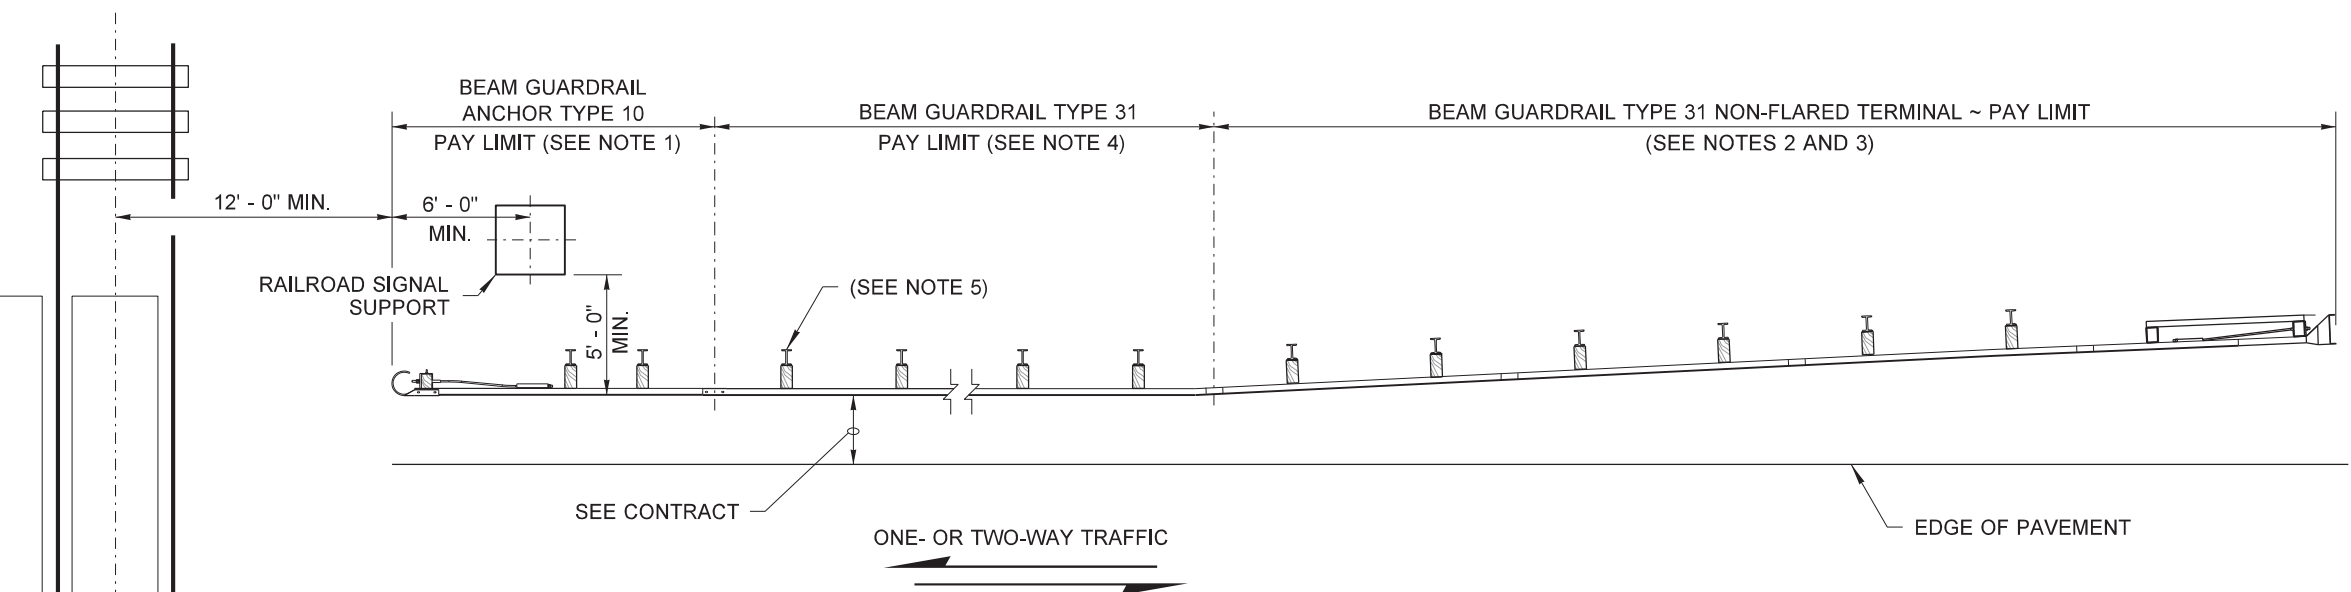 BEAM GUARDRAIL
ANCHOR TYPE 10
PAY LIMIT (SEE NOTE 1)
BEAM GUARDRAIL TYPE 31
PAY LIMIT (SEE NOTE 4)
BEAM GUARDRAIL TYPE 31 NON-FLARED TERMINAL ~ PAY LIMIT
(SEE NOTES 2 AND 3)
12' - 0" MIN.
6' - 0"
MIN.
RAILROAD SIGNAL
SUPPORT
5' - 0"
MIN.
(SEE NOTE 5)
SEE CONTRACT
ONE- OR TWO-WAY TRAFFIC
EDGE OF PAVEMENT